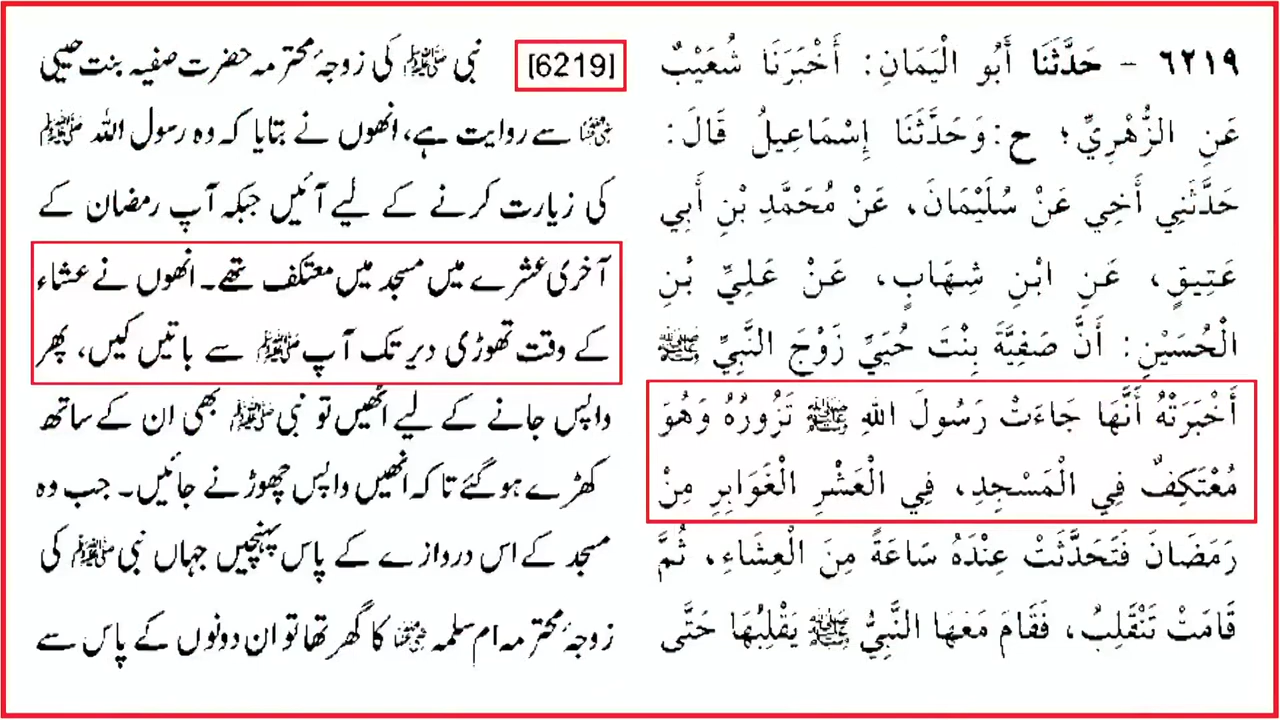 ٦٢١٩ - حَدَّثَنَا أَبُو الْيَمَانِ: أَخْبَرَنَا شُعَيْبٌ
عَنِ الزُّهْرِيِّ؛ ح: وَحَدَّثَنَا إِسْمَاعِيلُ قَالَ:
حَدَّثَنِي أَخِي عَنْ سُلَيْمَانَ، عَنْ مُحَمَّدِ بْنِ أَبِي
عَتِيقٍ، عَنِ ابْنِ شِهَابٍ، عَنْ عَلِيِّ بْنِ
الْحُسَيْنِ: أَنَّ صَفِيَّةَ بِنْتَ حُيَيٍّ زَوْجَ النَّبِيِّ ﷺ
أَخْبَرَتْهُ أَنَّهَا جَاءَتْ رَسُولَ اللهِ ﷺ تَزُورُهُ وَهُوَ
مُعْتَكِفٌ فِي الْمَسْجِدِ، فِي الْعَشْرِ الْغَوَابِرِ مِنْ
رَمَضَانَ فَتَحَدَّثَتْ عِنْدَهُ سَاعَةً مِنَ الْعِشَاءِ، ثُمَّ
قَامَتْ تَنْقَلِبُ، فَقَامَ مَعَهَا النَّبِيُّ ﷺ يَقْلِبُهَا حَتَّى
[6219] نبی ﷺ کی زوجۂ محترمہ حضرت صفیہ بنت حیی
ؓ سے روایت ہے، انھوں نے بتایا کہ وہ رسول اللہ ﷺ
کی زیارت کرنے کے لیے آئیں جبکہ آپ رمضان کے
آخری عشرے میں مسجد میں معتکف تھے۔ انھوں نے عشاء
کے وقت تھوڑی دیر تک آپ ﷺ سے باتیں کیں، پھر
واپس جانے کے لیے اٹھیں تو نبی ﷺ بھی ان کے ساتھ
کھڑے ہو گئے تاکہ انھیں واپس چھوڑنے جائیں۔ جب وہ
مسجد کے اس دروازے کے پاس پہنچیں جہاں نبی ﷺ کی
زوجۂ محترمہ ام سلمہ ؓ کا گھر تھا تو ان دونوں کے پاس سے